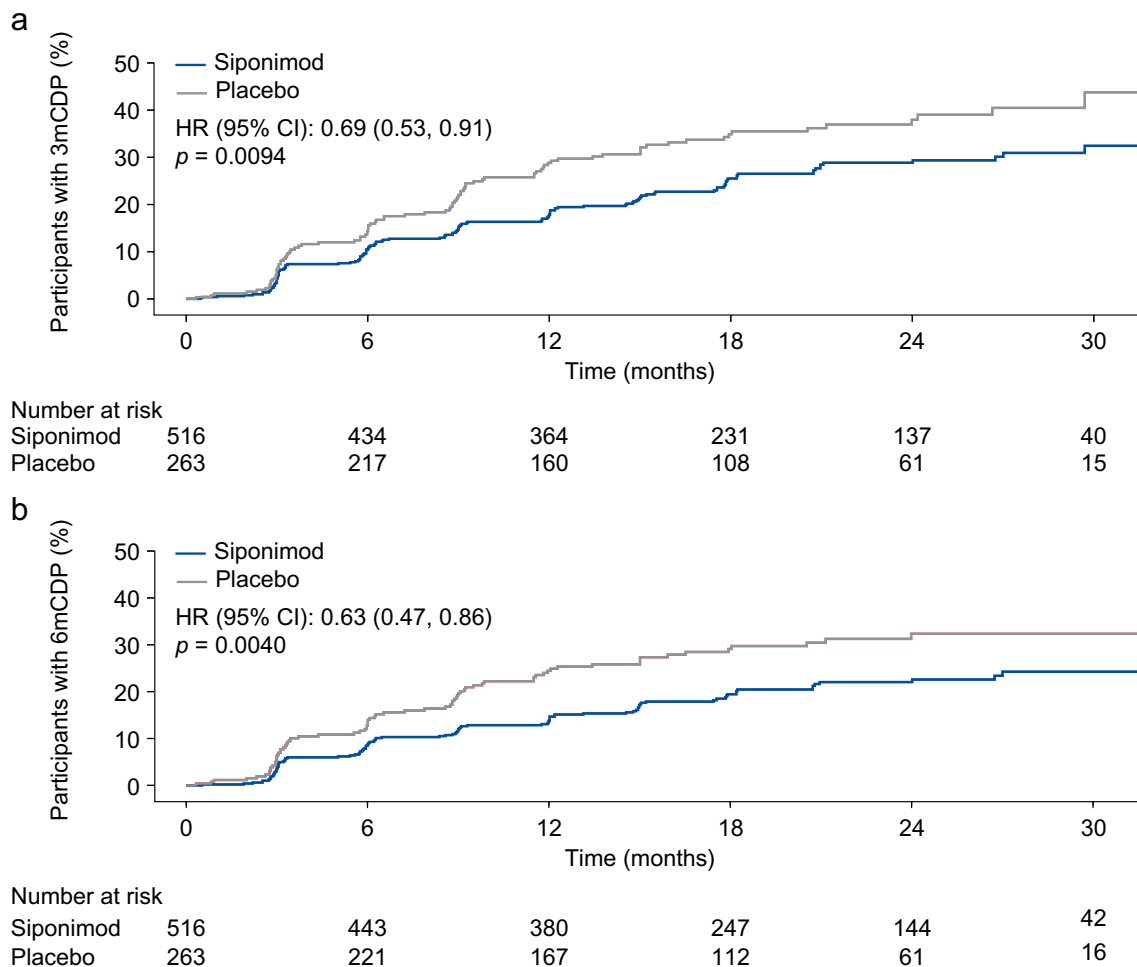 a
Participants with 3mCDP (%)
50
40
30
20
10
0
Siponimod
Placebo
HR (95% CI): 0.69 (0.53, 0.91)
p = 0.0094
0 6 12 18 24 30
Time (months)
Number at risk
Siponimod 516 434 364 231 137 40
Placebo 263 217 160 108 61 15
b
Participants with 6mCDP (%)
50
40
30
20
10
0
Siponimod
Placebo
HR (95% CI): 0.63 (0.47, 0.86)
p = 0.0040
0 6 12 18 24 30
Time (months)
Number at risk
Siponimod 516 443 380 247 144 42
Placebo 263 221 167 112 61 16